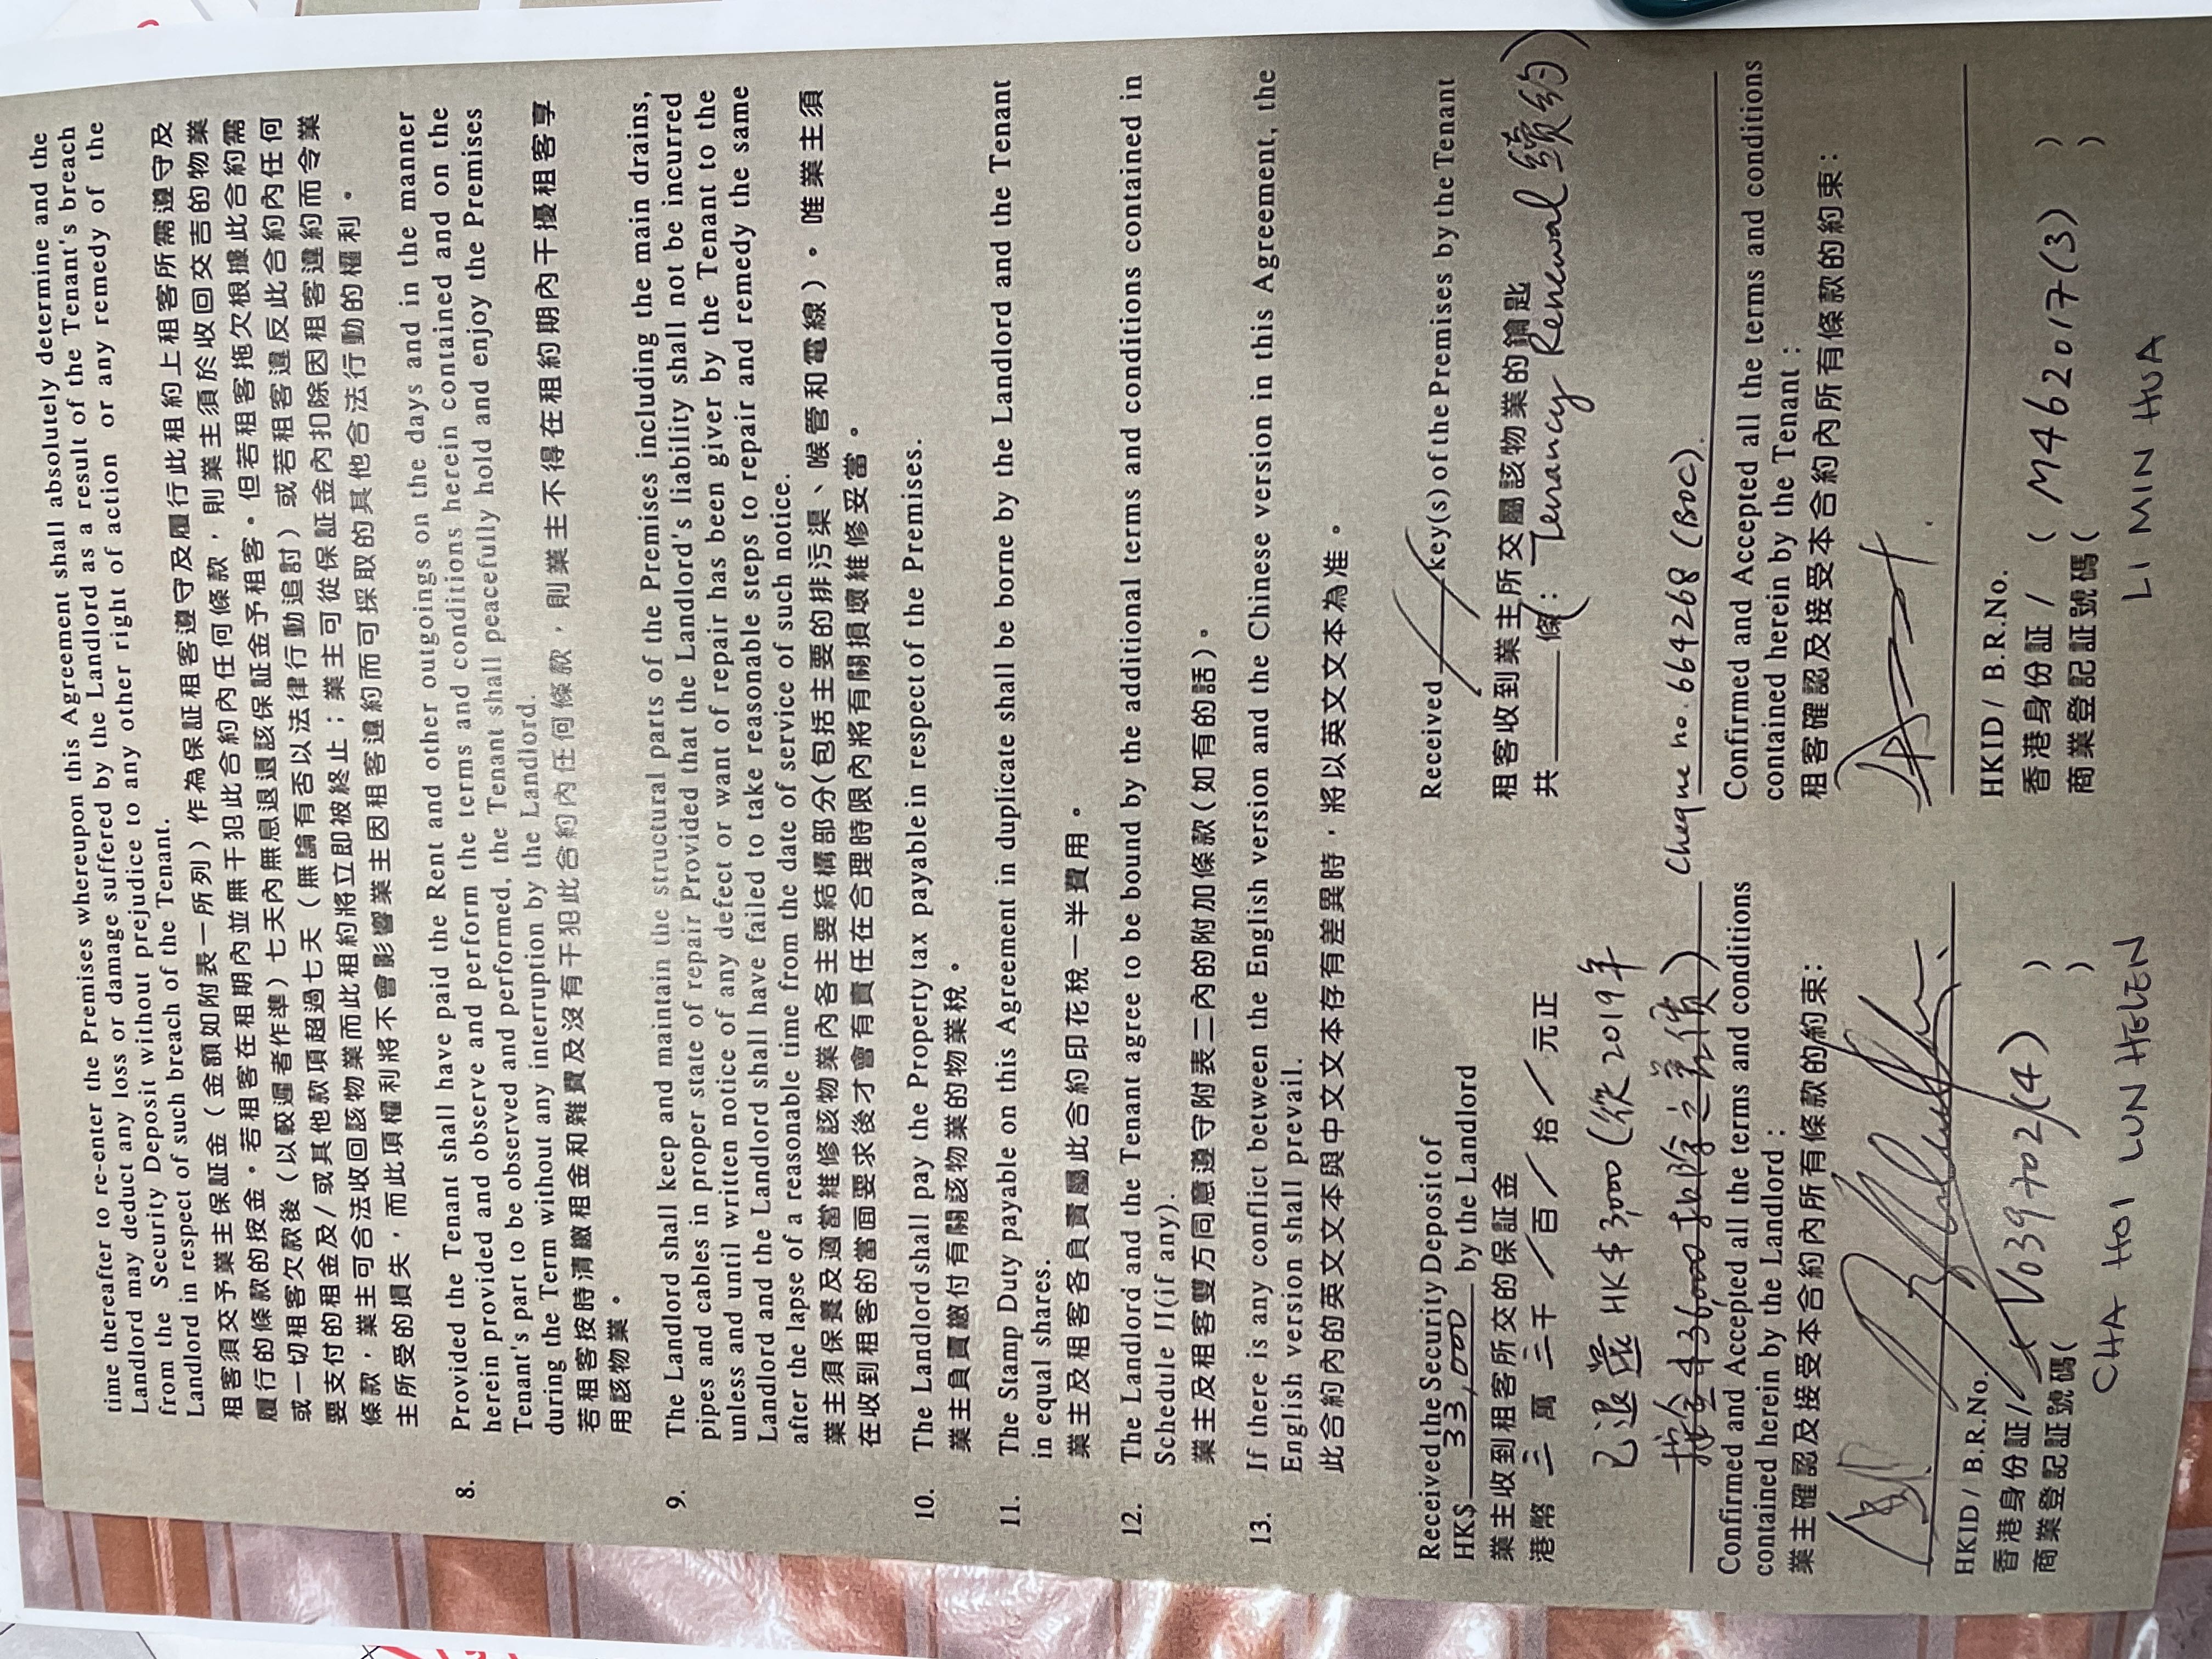 time thereafter to re-enter the Premises whereupon this Agreement shall absolutely determine and the
Landlord may deduct any loss or damage suffered by the Landlord as a result of the Tenant's breach
from the Security Deposit without prejudice to any other right of action or any remedy of the
Landlord in respect of such breach of the Tenant.
租客須交予業主保証金（金額如附表一所列）作為保証租客遵守及履行此租約上租客所需遵守及
履行的條款的按金。若租客在租期內並無干犯此合約內任何條款，則業主須於收回交吉的物業
或一切租客欠款後（以較遲者作準）七天內無息退還該保証金予租客。但若租客拖欠根據此合約需
要支付的租金及/或其他款項超過七天（無論有否以法律行動追討）或若租客違反此合約內任何
條款，業主可合法收回該物業而此租約將立即被終止；業主可從保証金內扣除因租客違約而令業
主所受的損失，而此項權利將不會影響業主因租客違約而可採取的其他合法行動的權利。
8. Provided the Tenant shall have paid the Rent and other outgoings on the days and in the manner
herein provided and observe and perform the terms and conditions herein contained and on the
Tenant's part to be observed and performed, the Tenant shall peacefully hold and enjoy the Premises
during the Term without any interruption by the Landlord.
若租客按時清繳租金和雜費及沒有干犯此合約內任何條款，則業主不得在租約期內干擾租客享
用該物業。
9. The Landlord shall keep and maintain the structural parts of the Premises including the main drains,
pipes and cables in proper state of repair Provided that the Landlord's liability shall not be incurred
unless and until written notice of any defect or want of repair has been giver by the Tenant to the
Landlord and the Landlord shall have failed to take reasonable steps to repair and remedy the same
after the lapse of a reasonable time from the date of service of such notice.
業主須保養及適當維修該物業內各主要結構部分(包括主要的排污渠、喉管和電線)。唯業主須
在收到租客的當面要求後才會有責任在合理時限內將有關損壞維修妥當。
10. The Landlord shall pay the Property tax payable in respect of the Premises.
業主負責繳付有關該物業的物業稅。
11. The Stamp Duty payable on this Agreement in duplicate shall be borne by the Landlord and the Tenant
in equal shares.
業主及租客各負責屬此合約印花稅一半費用。
12. The Landlord and the Tenant agree to be bound by the additional terms and conditions contained in
Schedule II(if any).
業主及租客雙方同意遵守附表二內的附加條款(如有的話)。
13. If there is any conflict between the English version and the Chinese version in this Agreement, the
English version shall prevail.
此合約內的英文文本與中文文本存有差異時，將以英文文本為准。
Received the Security Deposit of
HK$ 33,000 by the Landlord
業主收到租客所交的保証金
港幣 三 萬 三 千 / 百 / 拾 / 元正
已退還 HK$3,000 (從2019年
按金$36,000扣除之差價)
Received key(s) of the Premises by the Tenant
租客收到業主所交屬該物業的鑰匙
共 條: (Tenancy Renewal 續約)
Cheque no. 664268 (BOC).
Confirmed and Accepted all the terms and conditions
contained herein by the Landlord :
業主確認及接受本合約內所有條款的約束:
HKID/ B.R.No.
香港身份証/( V039702(4) )
商業登記証號碼( )
CHA HOI LUN HELEN
Confirmed and Accepted all the terms and conditions
contained herein by the Tenant :
租客確認及接受本合約內所有條款的約束:
HKID/ B.R.No.
香港身份証/ ( M462017(3) )
商業登記証號碼( )
LI MIN HUA